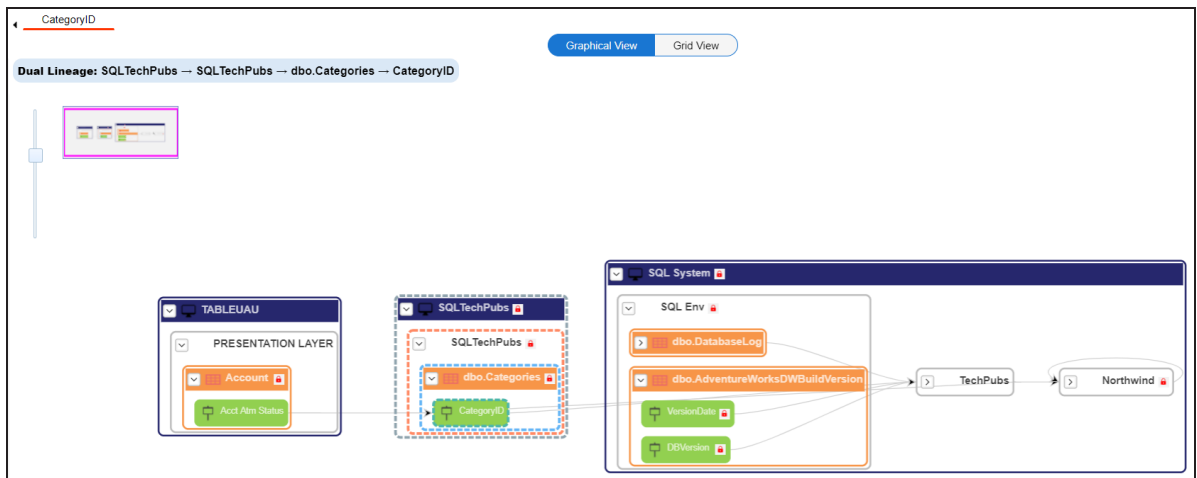 CategoryID
Graphical View
Grid View
Dual Lineage: SQLTechPubs → SQLTechPubs → dbo.Categories → CategoryID
TABLEUAU
PRESENTATION LAYER
Account
Acct Atm Status
SQLTechPubs
SQLTechPubs
dbo.Categories
CategoryID
SQL System
SQL Env
dbo.DatabaseLog
dbo.AdventureWorksDWBuildVersion
VersionDate
DBVersion
TechPubs
Northwind